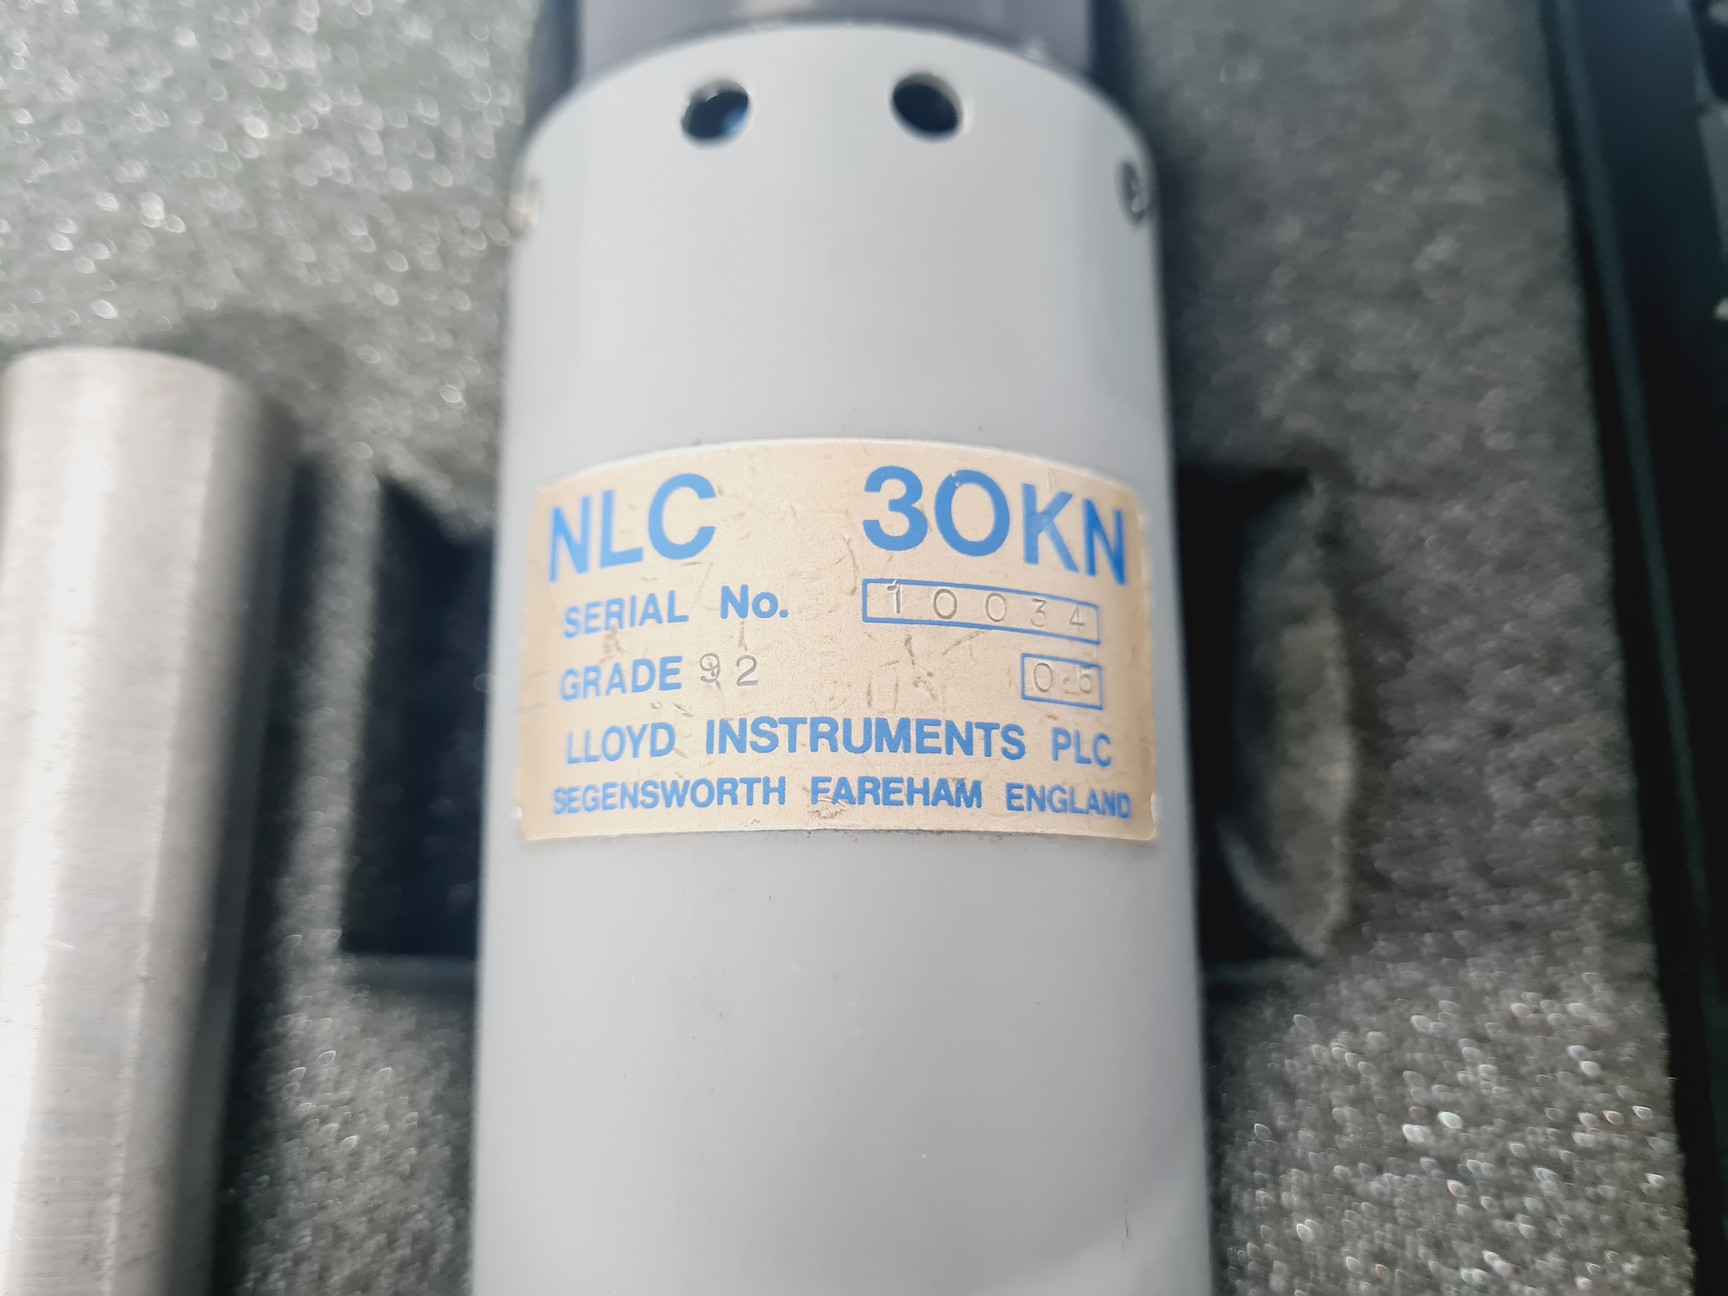 NLC 30KN
SERIAL No. 10034
GRADE 92 0.5
LLOYD INSTRUMENTS PLC
SEGENSWORTH FAREHAM ENGLAND